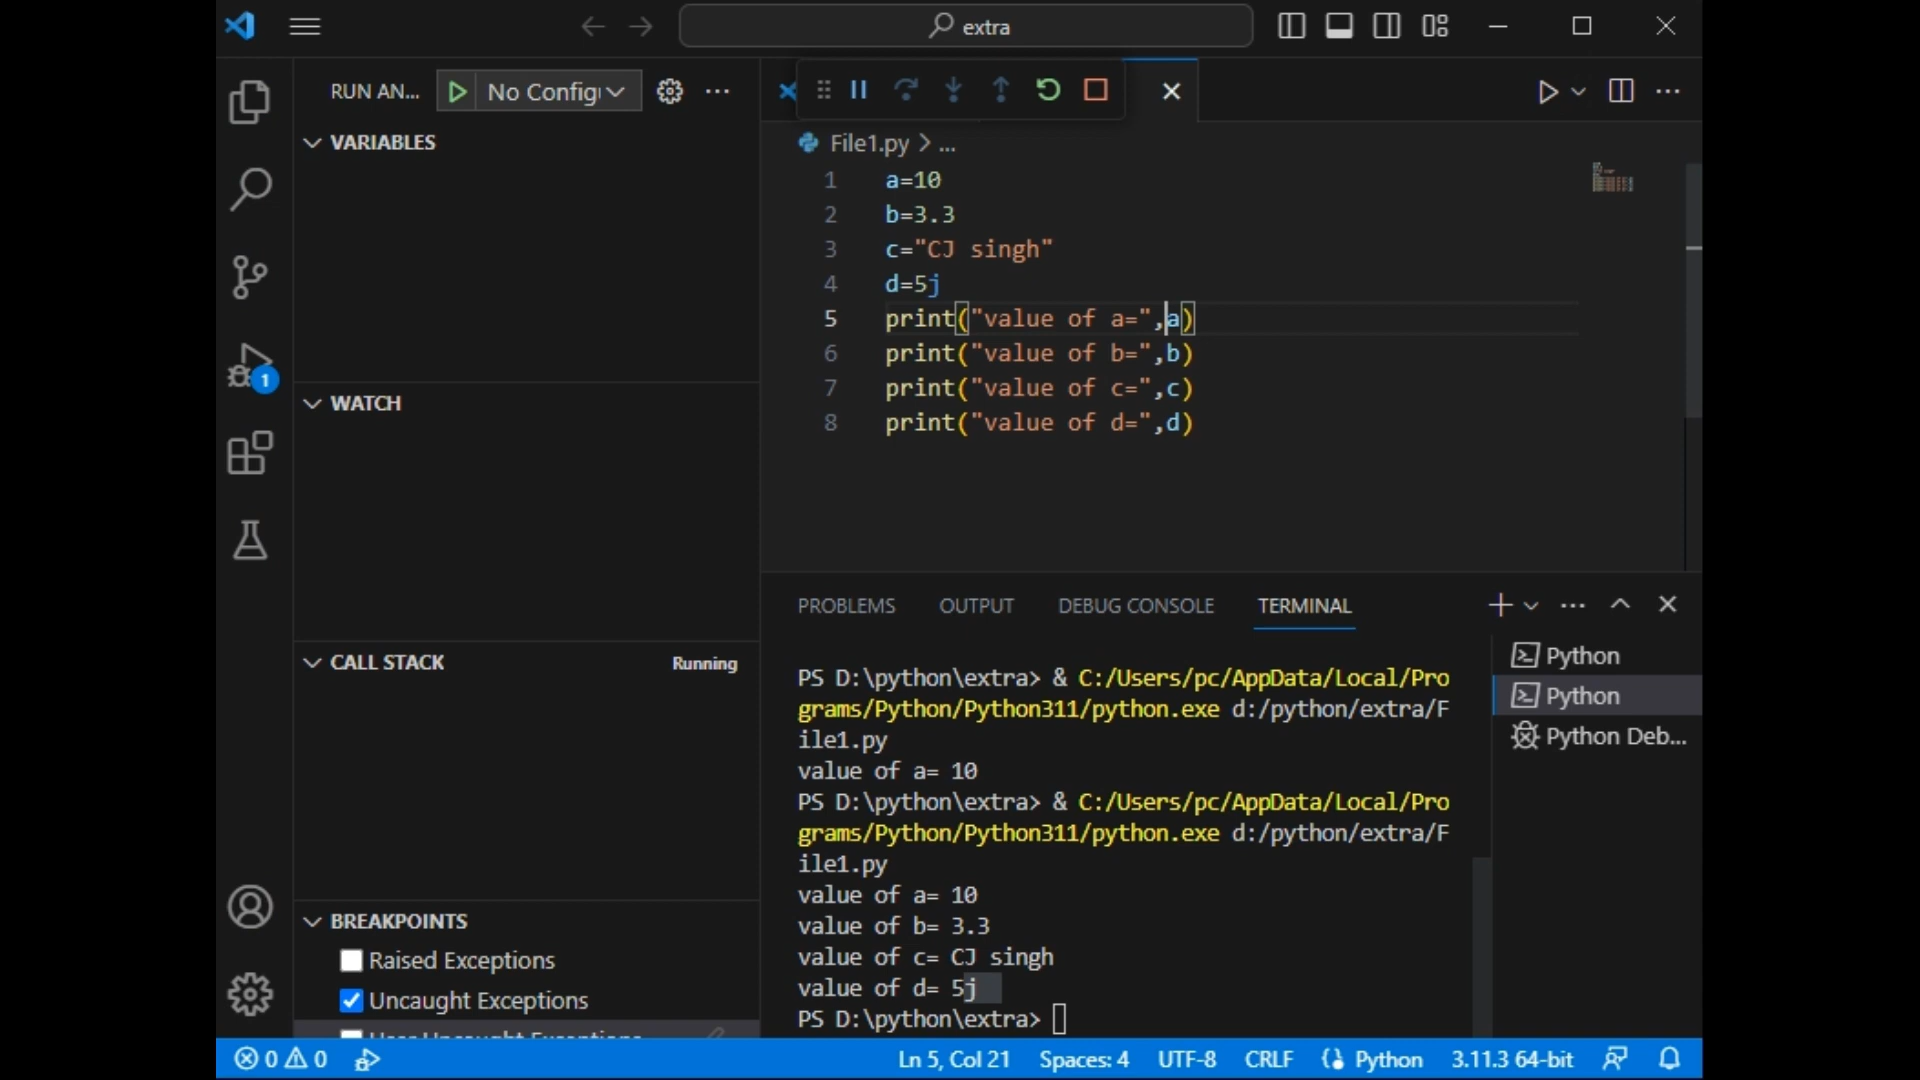 extra
RUN AN...
No Config
VARIABLES
File1.py > ...
1 a=10
2 b=3.3
3 c="CJ singh"
4 d=5j
5 print("value of a=",a)
6 print("value of b=",b)
7 print("value of c=",c)
8 print("value of d=",d)
WATCH
CALL STACK
Running
BREAKPOINTS
Raised Exceptions
Uncaught Exceptions
1
PROBLEMS
OUTPUT
DEBUG CONSOLE
TERMINAL
PS D:\python\extra> & C:/Users/pc/AppData/Local/Pro
grams/Python/Python311/python.exe d:/python/extra/F
ile1.py
value of a= 10
PS D:\python\extra> & C:/Users/pc/AppData/Local/Pro
grams/Python/Python311/python.exe d:/python/extra/F
ile1.py
value of a= 10
value of b= 3.3
value of c= CJ singh
value of d= 5j
PS D:\python\extra>
Python
Python
Python Deb...
0 0
Ln 5, Col 21
Spaces: 4
UTF-8
CRLF
Python
3.11.3 64-bit